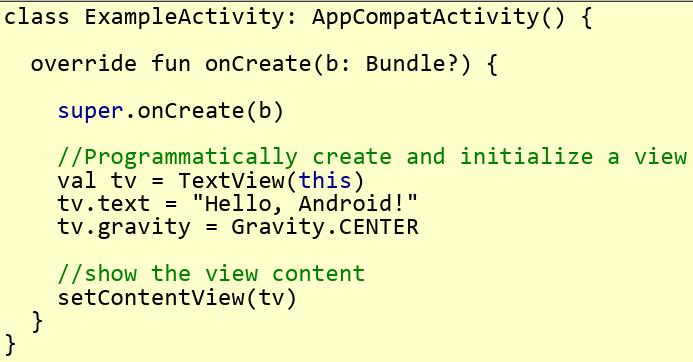 class ExampleActivity: AppCompatActivity() {
override fun onCreate(b: Bundle?) {
super.onCreate(b)
//Programmatically create and initialize a view
val tv = TextView(this)
tv.text = "Hello, Android!"
tv.gravity = Gravity.CENTER
//show the view content
setContentView(tv)
}
}